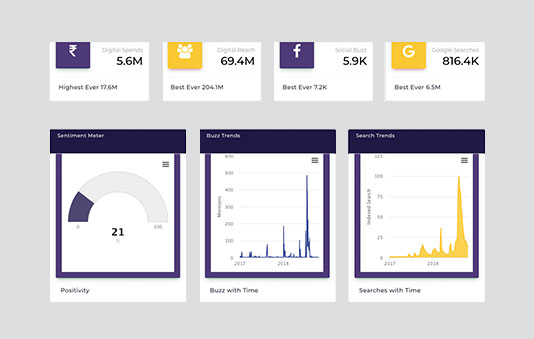 ₹
Digital Spends
5.6M
Highest Ever 17.6M
Digital Reach
69.4M
Best Ever 204.1M
f
Social Buzz
5.9K
Best Ever 7.2K
G
Google Searches
816.4K
Best Ever 6.5M
Sentiment Meter
0
21
%
100
Positivity
Buzz Trends
600
500
400
300
200
100
0
Mentions
2017
2018
Buzz with Time
Search Trends
125
100
75
50
25
0
Indexed Search
2017
2018
Searches with Time